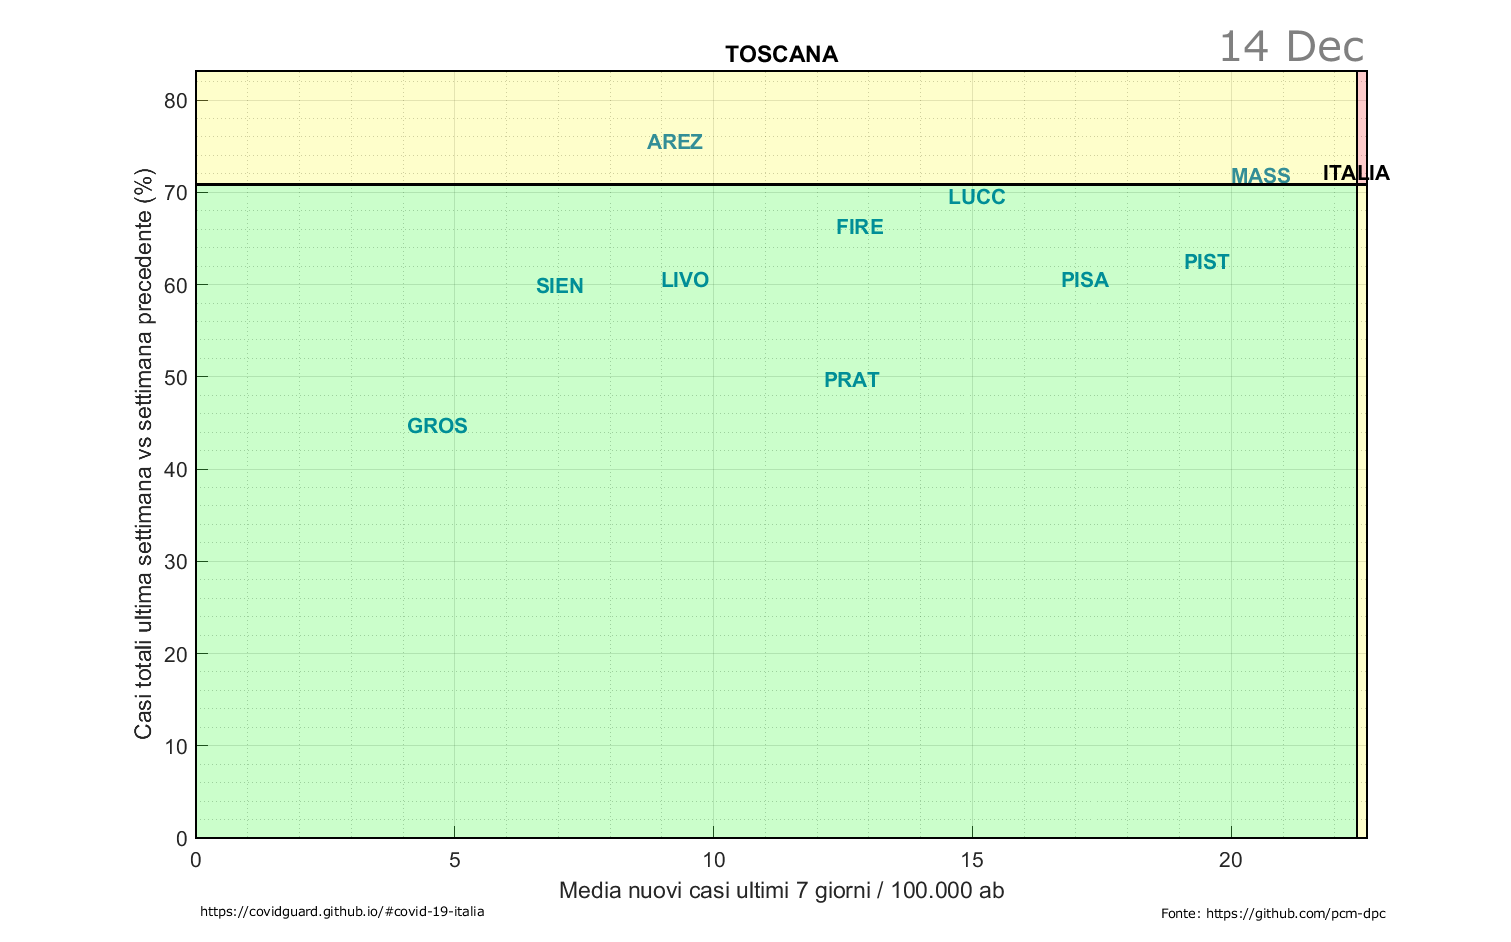 14 Dec
TOSCANA
80
AREZ
ITALIA
MASS
70
LUCC
FIRE
PIST
60
SIEN
LIVO
PISA
50
PRAT
GROS
40
30
20
10
0
Casi totali ultima settimana vs settimana precedente (%)
0 5 10 15 20
Media nuovi casi ultimi 7 giorni / 100.000 ab
https://covidguard.github.io/#covid-19-italia
Fonte: https://github.com/pcm-dpc